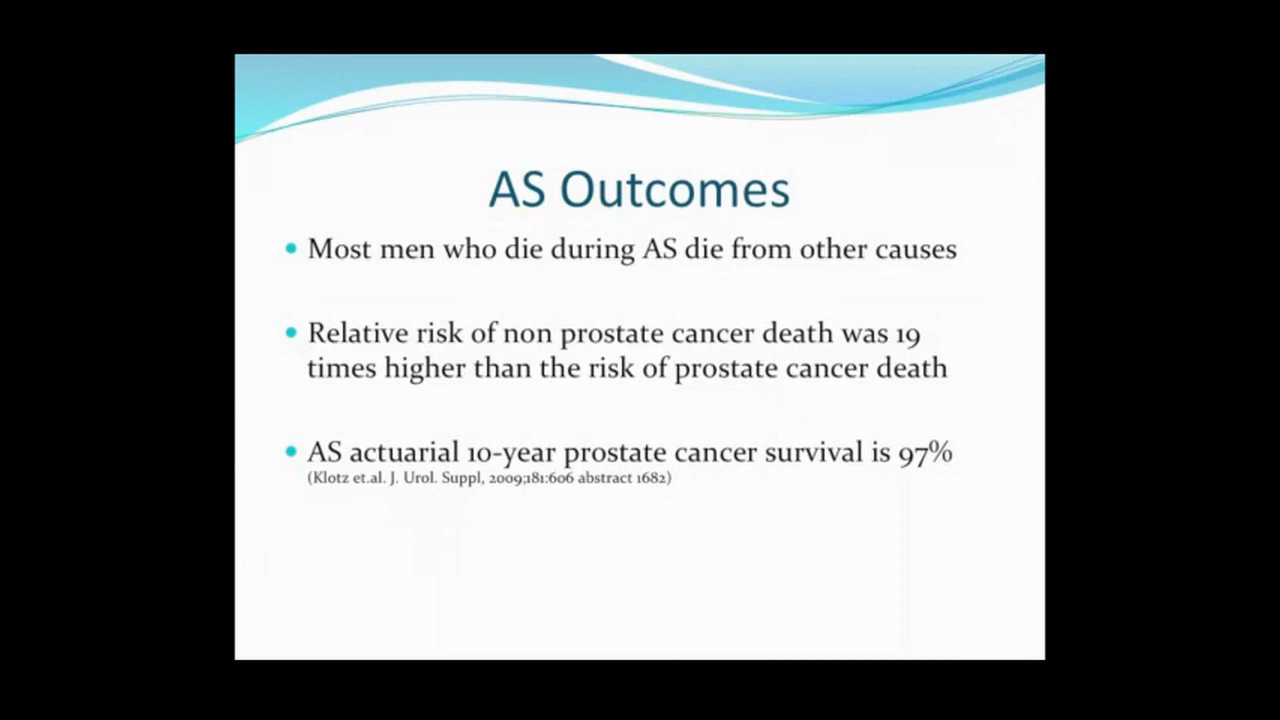 AS Outcomes
• Most men who die during AS die from other causes
• Relative risk of non prostate cancer death was 19
times higher than the risk of prostate cancer death
• AS actuarial 10-year prostate cancer survival is 97%
(Klotz et.al. J. Urol. Suppl, 2009;181:606 abstract 1682)